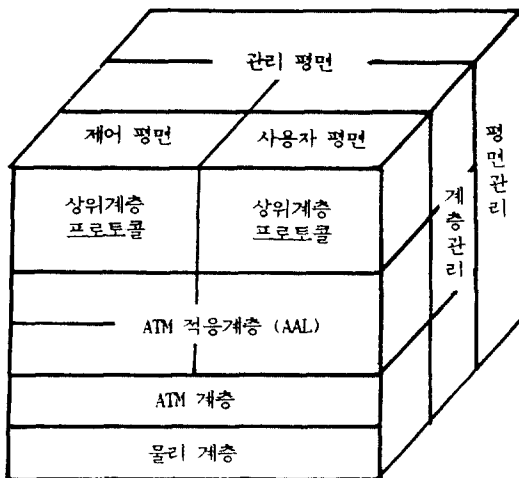 관리 평면
제어 평면
사용자 평면
상위계층
프로토콜
상위계층
프로토콜
계층관리
평면관리
ATM 적응계층 (AAL)
ATM 계층
물리 계층